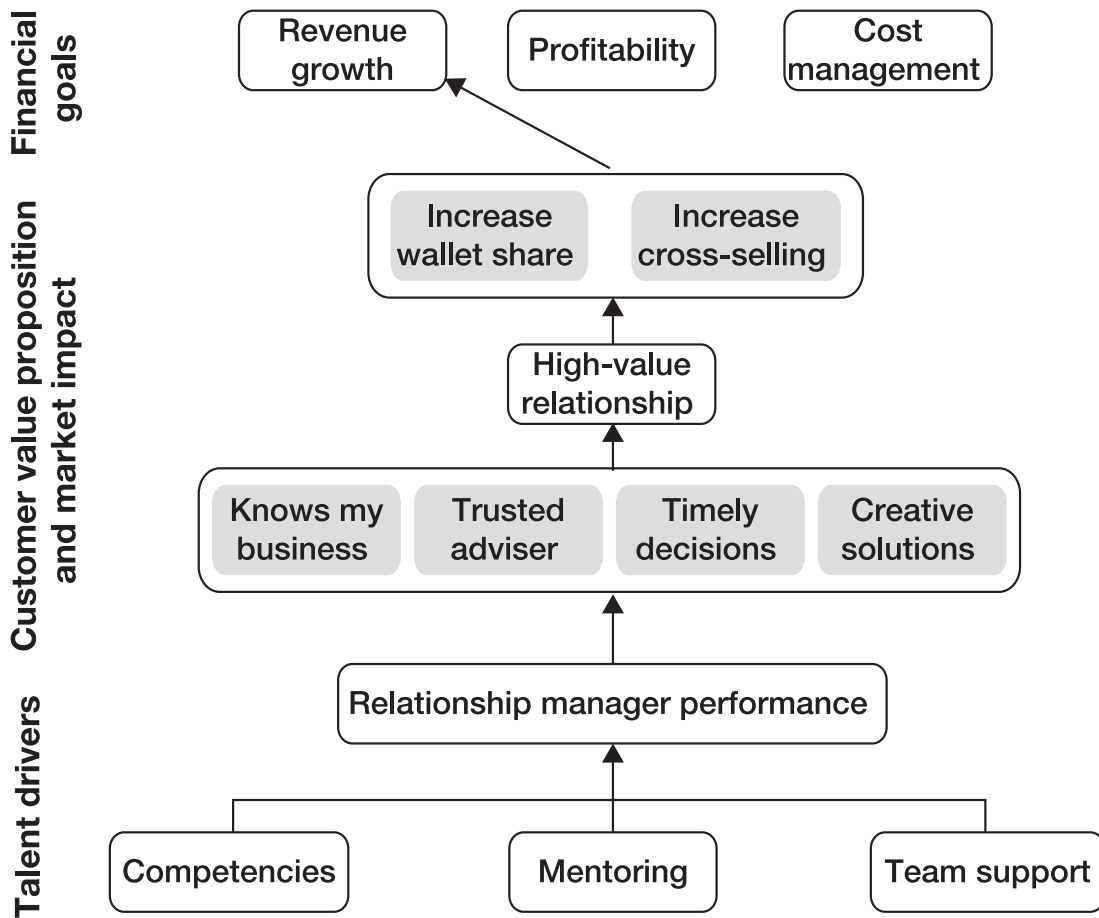 Financial
goals
Revenue
growth
Profitability
Cost
management
Customer value proposition
and market impact
Increase
wallet share
Increase
cross-selling
High-value
relationship
Knows my
business
Trusted
adviser
Timely
decisions
Creative
solutions
Talent drivers
Relationship manager performance
Competencies
Mentoring
Team support